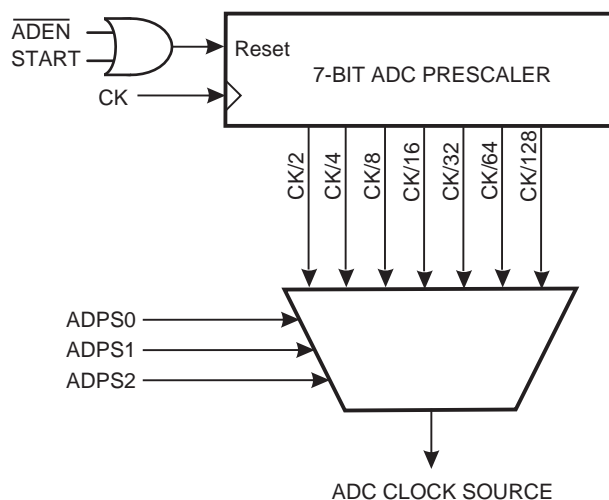 ADEN
START
Reset
7-BIT ADC PRESCALER
CK
CK/2
CK/4
CK/8
CK/16
CK/32
CK/64
CK/128
ADPS0
ADPS1
ADPS2
ADC CLOCK SOURCE